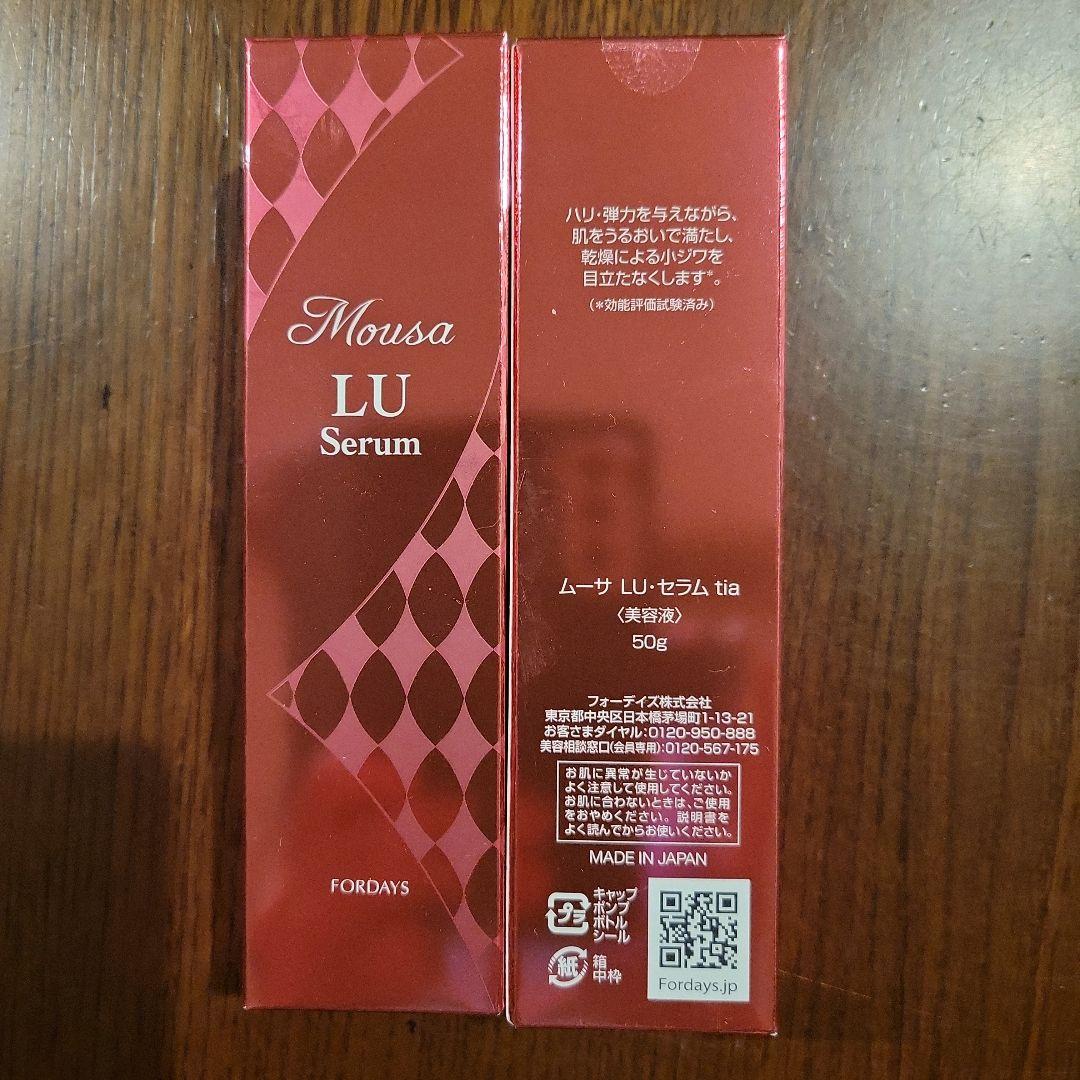 Mousa
LU
Serum
FORDAYS
ハリ・弾力を与えながら、
肌をうるおいで満たし、
乾燥による小ジワを
目立たなくします*。
(*効能評価試験済み)
ムーサ LU・セラム tia
〈美容液〉
50g
フォーデイズ株式会社
東京都中央区日本橋茅場町1-13-21
お客さまダイヤル:0120-950-888
美容相談窓口(会員専用):0120-567-175
お肌に異常が生じていないか
よく注意して使用してください。
お肌に合わないときは、ご使用
をおやめください。説明書を
よく読んでからお使いください。
MADE IN JAPAN
プラ
キャップ
ポンプ
ボトル
シール
紙
箱
中枠
Fordays.jp